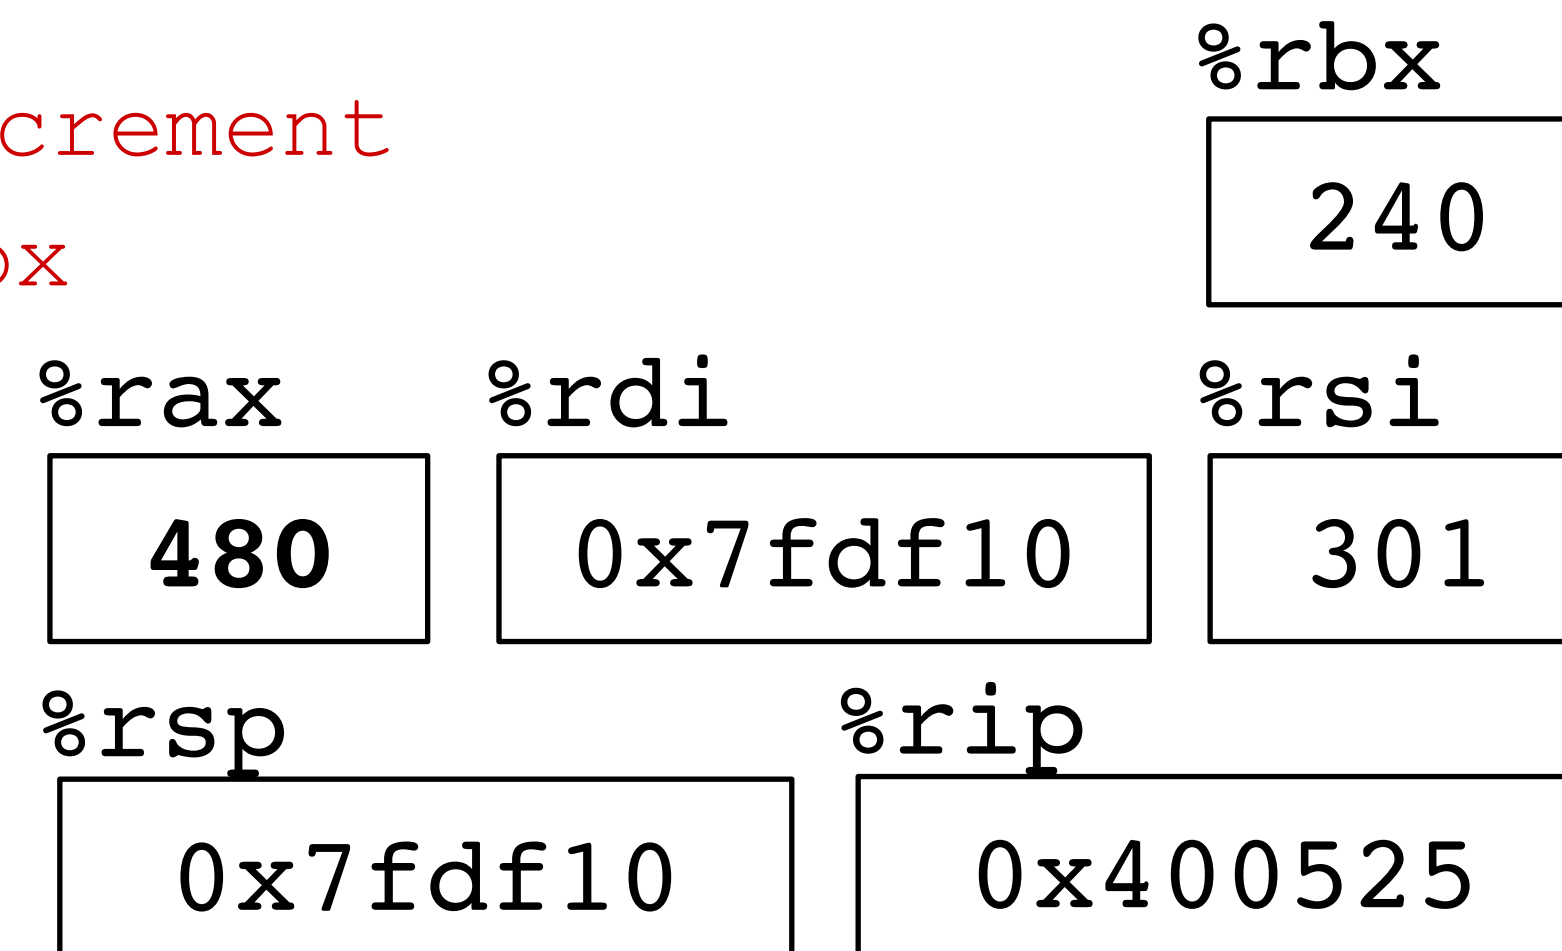 %rbx
crement
240
x
%rax %rdi %rsi
480 0x7fdf10 301
%rsp %rip
0x7fdf10 0x400525